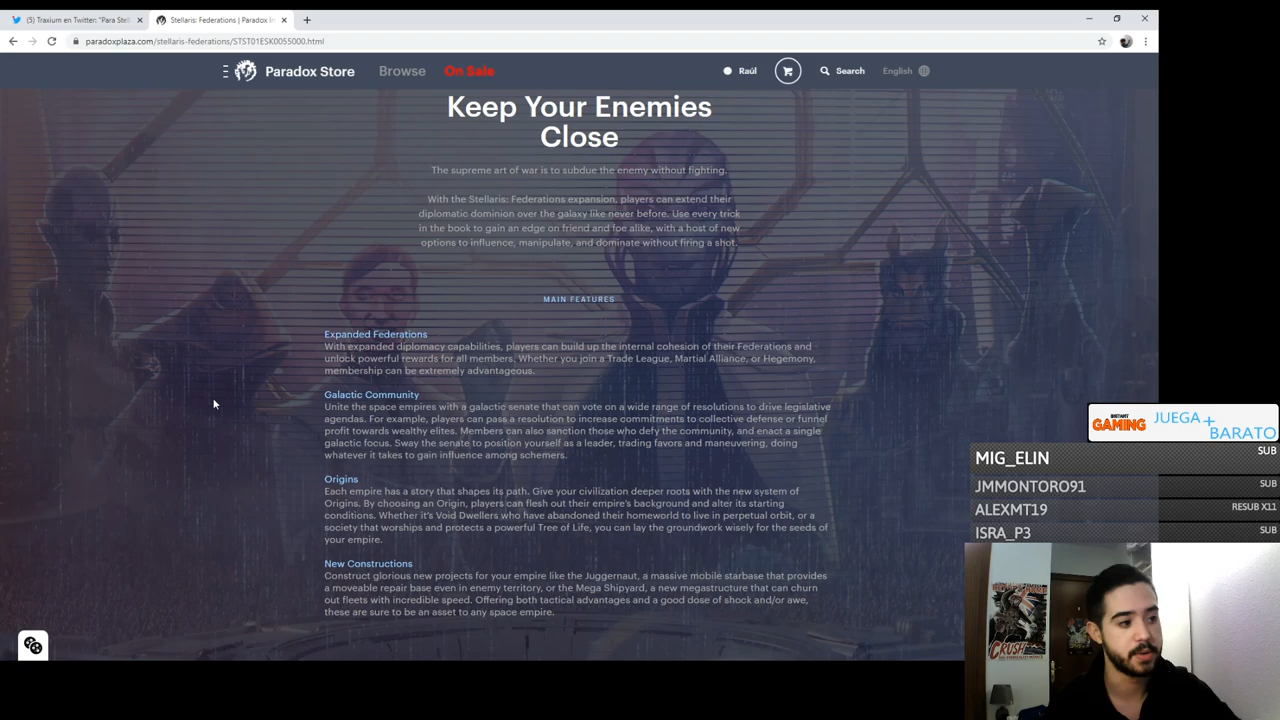 (5) Traxium en Twitter: "Para Stell
Stellaris: Federations | Paradox In
paradoxplaza.com/stellaris-federations/STST01ESK0055000.html
Paradox Store Browse On Sale Raúl Search English
Keep Your Enemies
Close
The supreme art of war is to subdue the enemy without fighting.
With the Stellaris: Federations expansion, players can extend their
diplomatic dominion over the galaxy like never before. Use every trick
in the book to gain an edge on friend and foe alike, with a host of new
options to influence, manipulate, and dominate without firing a shot.
MAIN FEATURES
Expanded Federations
With expanded diplomacy capabilities, players can build up the internal cohesion of their Federations and
unlock powerful rewards for all members. Whether you join a Trade League, Martial Alliance, or Hegemony,
membership can be extremely advantageous.
Galactic Community
Unite the space empires with a galactic senate that can vote on a wide range of resolutions to drive legislative
agendas. For example, players can pass a resolution to increase commitments to collective defense or funnel
profit towards wealthy elites. Members can also sanction those who defy the community, and enact a single
galactic focus. Sway the senate to position yourself as a leader, trading favors and maneuvering, doing
whatever it takes to gain influence among schemers.
Origins
Each empire has a story that shapes its path. Give your civilization deeper roots with the new system of
Origins. By choosing an Origin, players can flesh out their empire's background and alter its starting
conditions. Whether it's Void Dwellers who have abandoned their homeworld to live in perpetual orbit, or a
society that worships and protects a powerful Tree of Life, you can lay the groundwork wisely for the seeds of
your empire.
New Constructions
Construct glorious new projects for your empire like the Juggernaut, a massive mobile starbase that provides
a moveable repair base even in enemy territory, or the Mega Shipyard, a new megastructure that can churn
out fleets with incredible speed. Offering both tactical advantages and a good dose of shock and/or awe,
these are sure to be an asset to any space empire.
INSTANT
GAMING
JUEGA+
BARATO
MIG_ELIN SUB
JMMONTORO91 SUB
ALEXMT19 RESUB X11
ISRA_P3 SUB
CRUSH